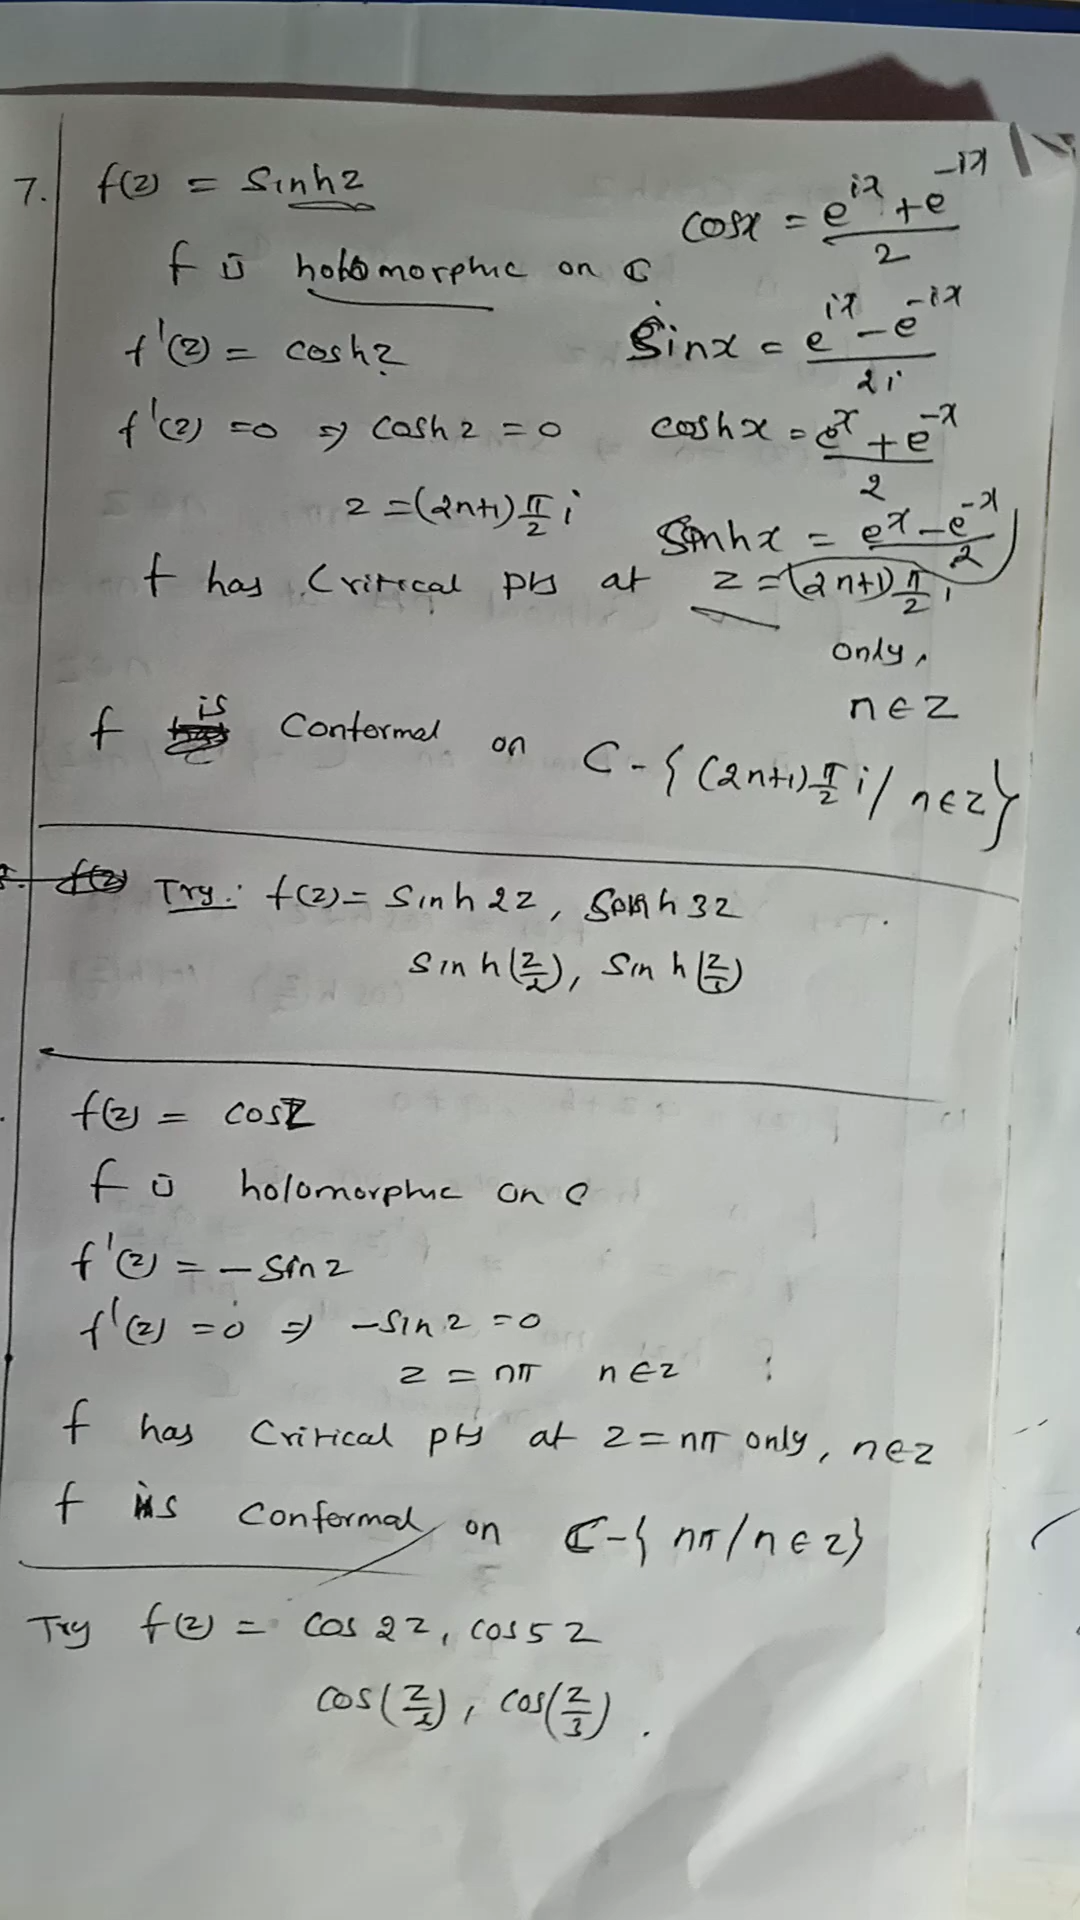 7. f(z) = Sinhz
cosx = (e^{ix} + e^{-ix})/2
f is holomorphic on C
f'(z) = coshz
Sinx = (e^{ix} - e^{-ix})/2i
f'(z) = 0 ⇒ cosh z = 0
coshx = (e^x + e^{-x})/2
z = (2n+1) π/2 i
Sinhx = (e^x - e^{-x})/2
f has Critical pts at z = (2n+1) π/2 i
only,
n ∈ Z
f is Conformal on C - { (2n+1) π/2 i / n ∈ Z }
f(z) Try: f(z) = Sinh 2z, Sinh 3z
Sinh(z/2), Sinh(z/3)
f(z) = cosz
f is holomorphic on C
f'(z) = - Sin z
f'(z) = 0 ⇒ -Sin z = 0
z = nπ n ∈ z
f has Critical pts at z = nπ only, n ∈ z
f is Conformal on C - { nπ / n ∈ z }
Try f(z) = Cos 2z, cos 5z
cos(z/2), cos(z/3).